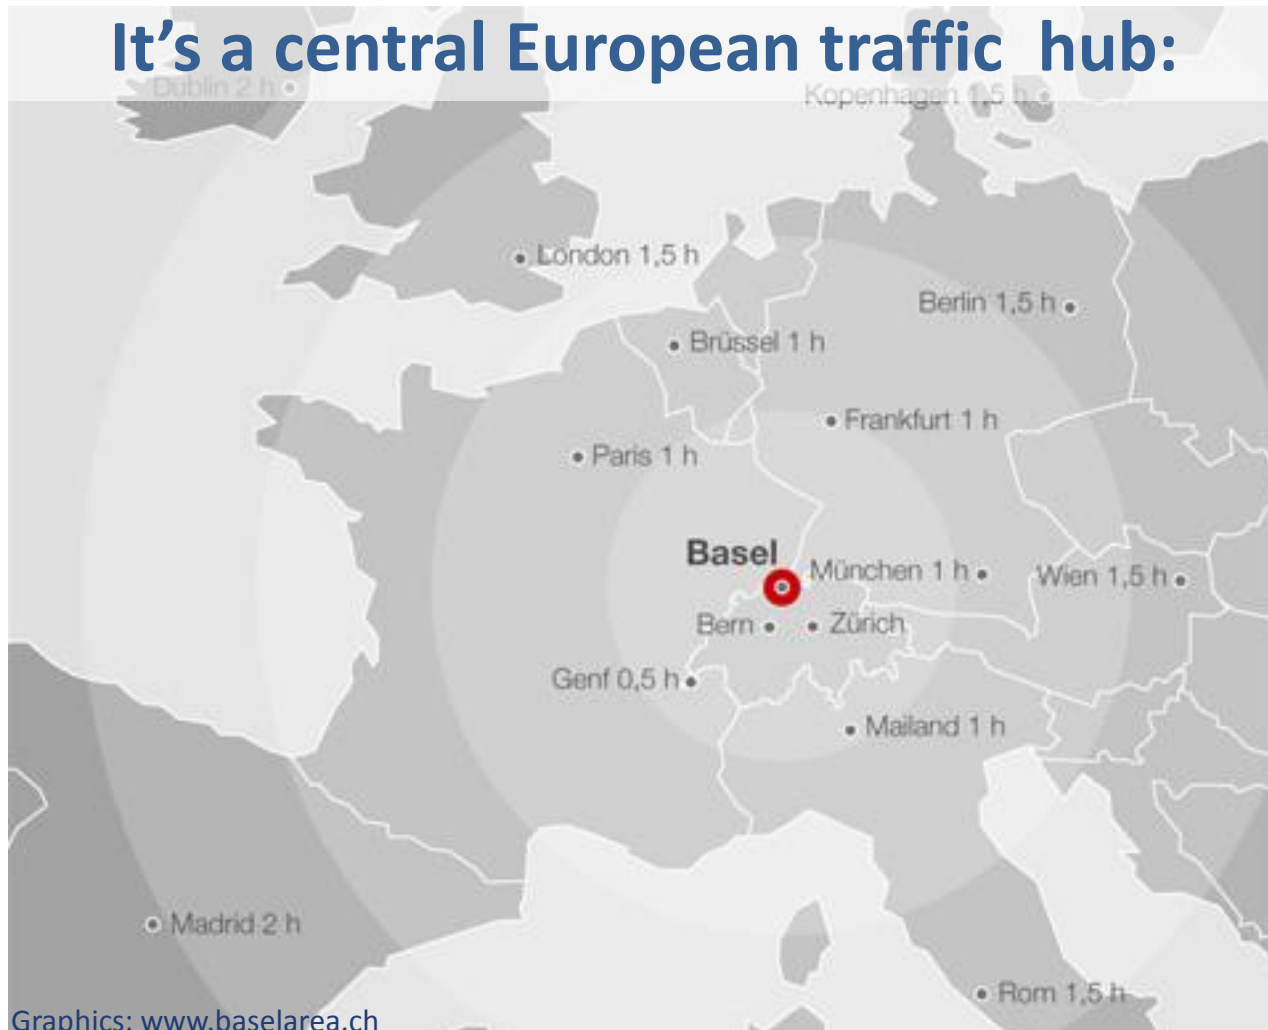 It’s a central European traffic hub:
Dublin 2 h
Kopenhagen 1,5 h
London 1,5 h
Berlin 1,5 h
Brüssel 1 h
Frankfurt 1 h
Paris 1 h
Basel
München 1 h
Wien 1,5 h
Bern
Zürich
Genf 0,5 h
Mailand 1 h
Madrid 2 h
Rom 1,5 h
Graphics: www.baselarea.ch